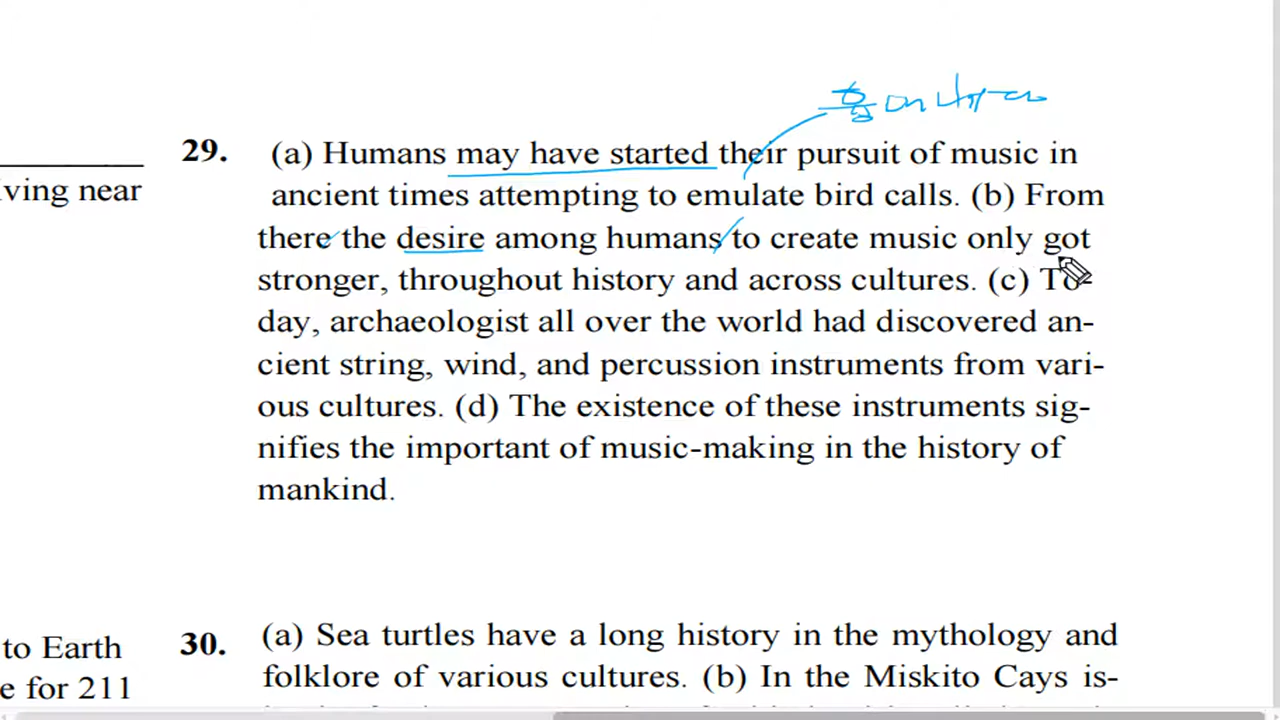 29. (a) Humans may have started their pursuit of music in
ancient times attempting to emulate bird calls. (b) From
there the desire among humans to create music only got
stronger, throughout history and across cultures. (c) To-
day, archaeologist all over the world had discovered an-
cient string, wind, and percussion instruments from vari-
ous cultures. (d) The existence of these instruments sig-
nifies the important of music-making in the history of
mankind.
iving near
30. (a) Sea turtles have a long history in the mythology and
folklore of various cultures. (b) In the Miskito Cays is-
to Earth
e for 211